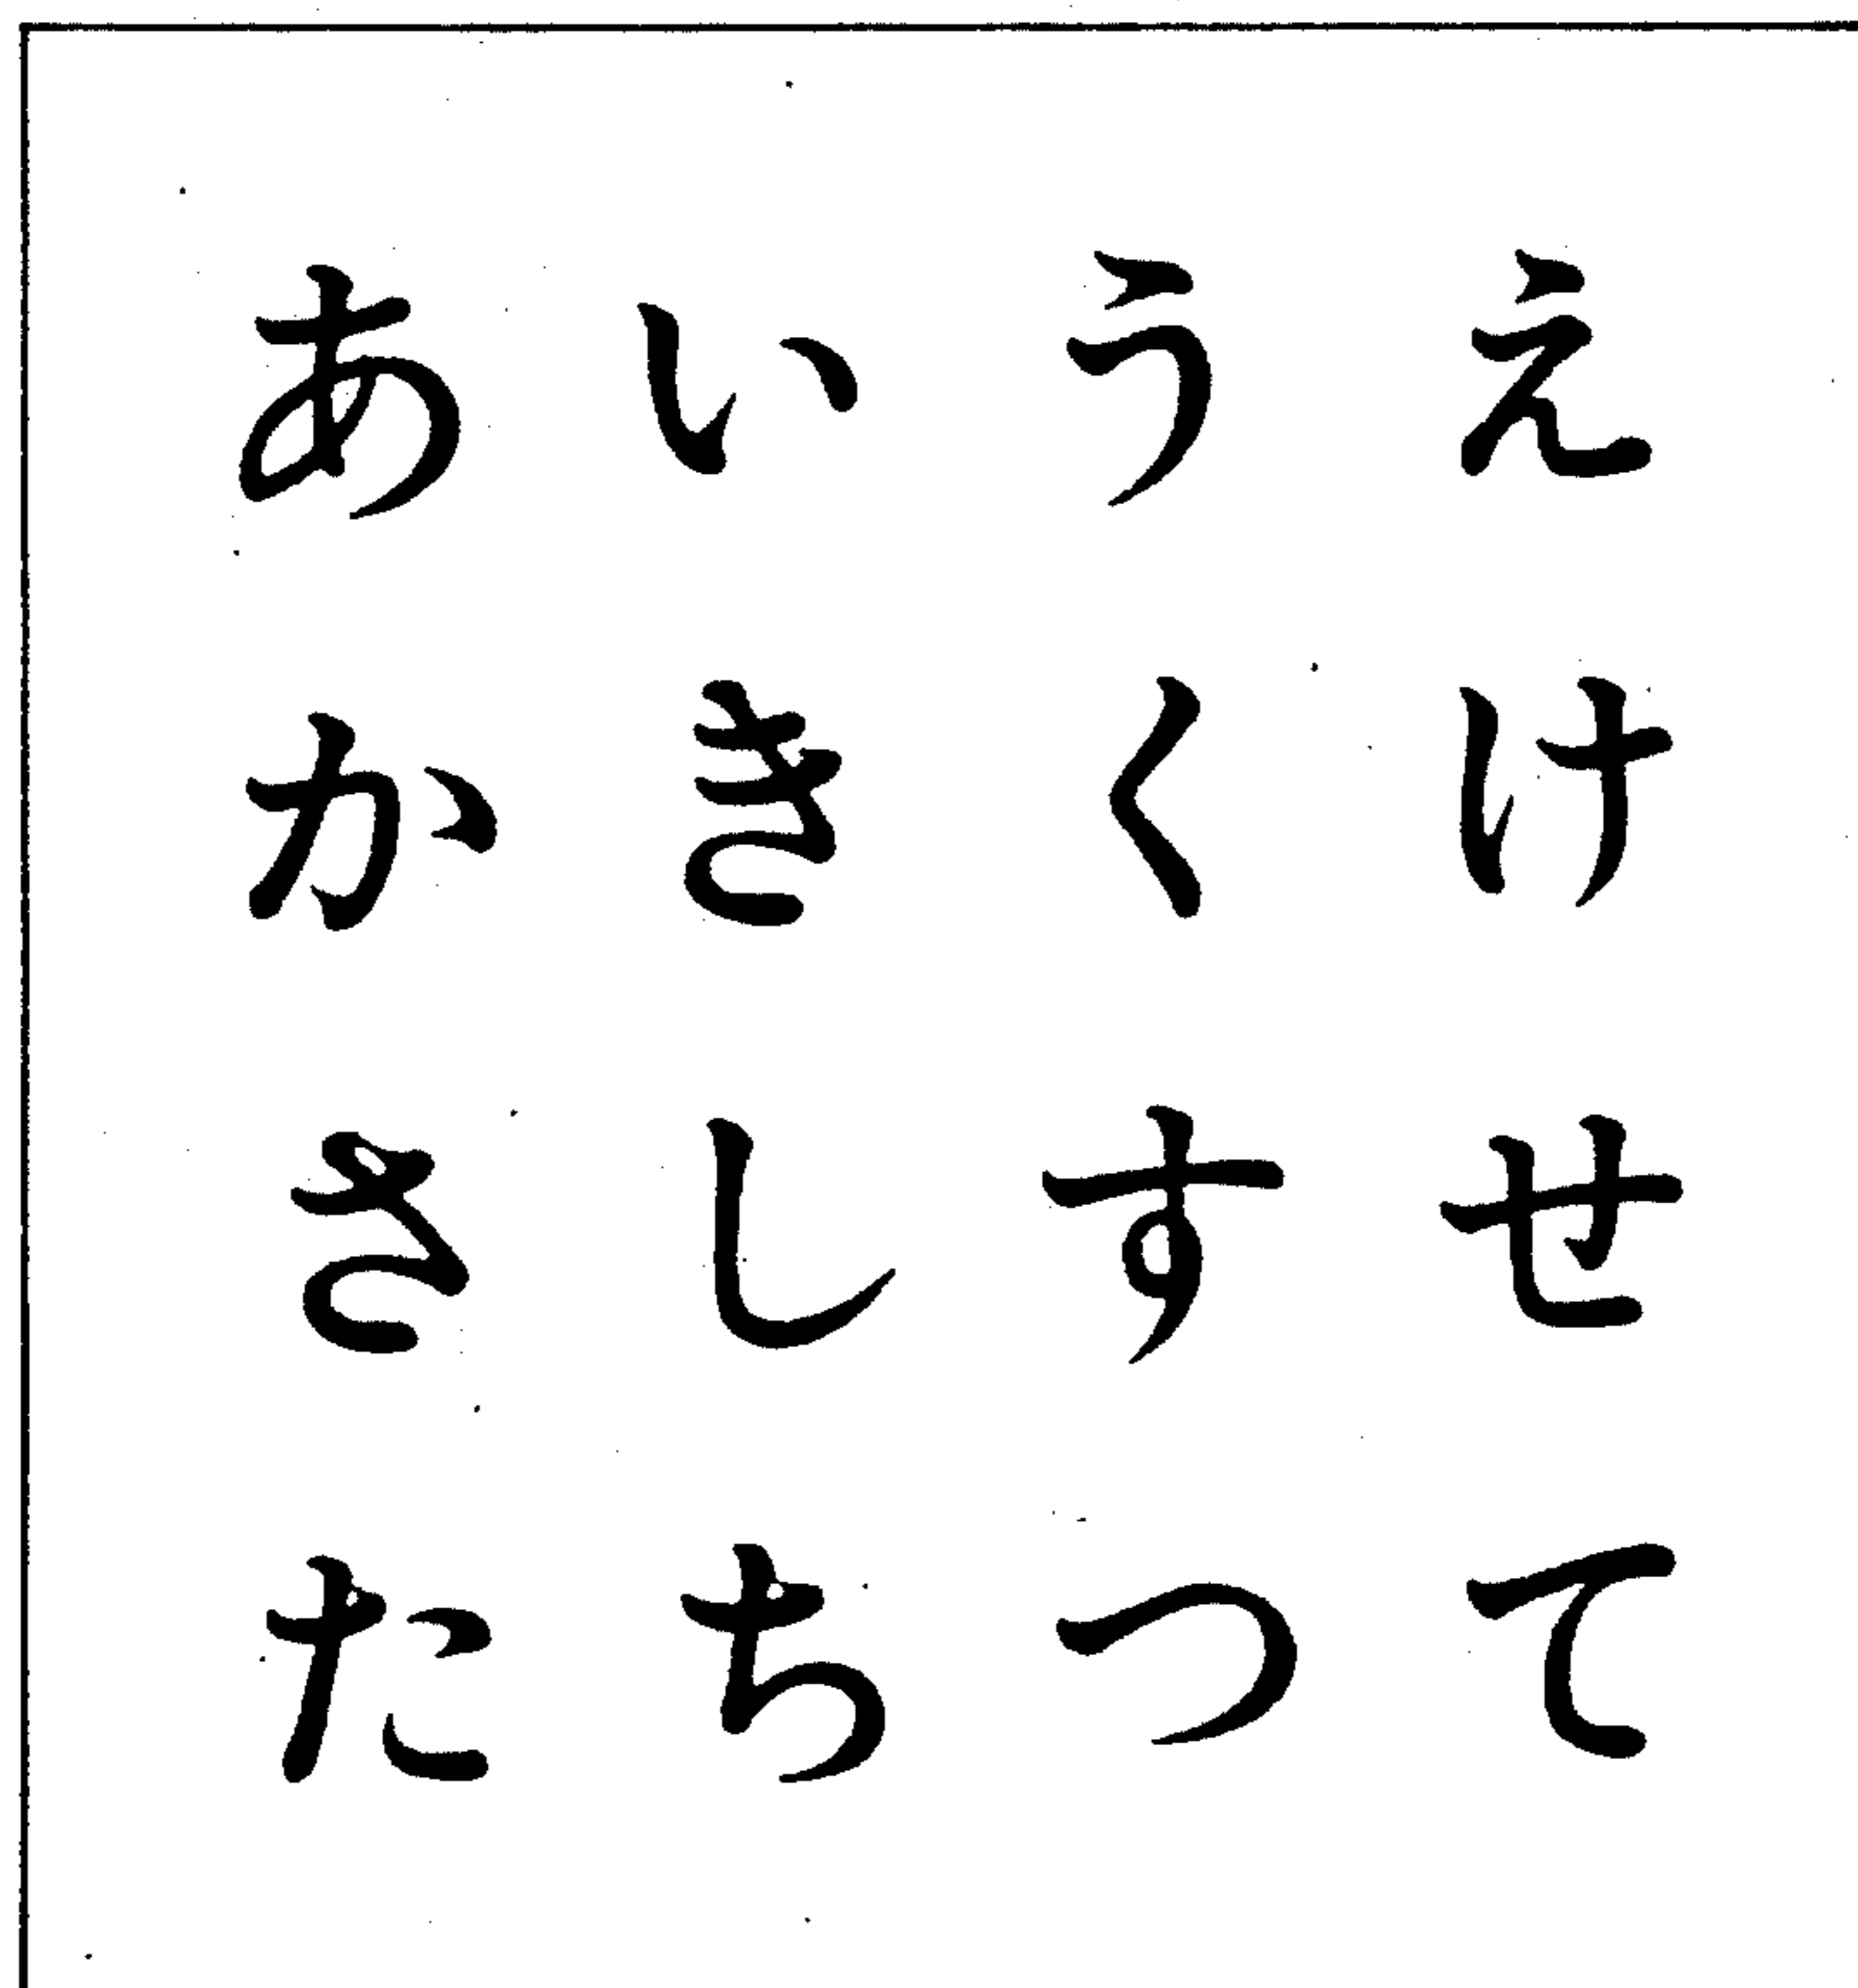 あ い う え
か き く け
さ し す せ
た ち つ て